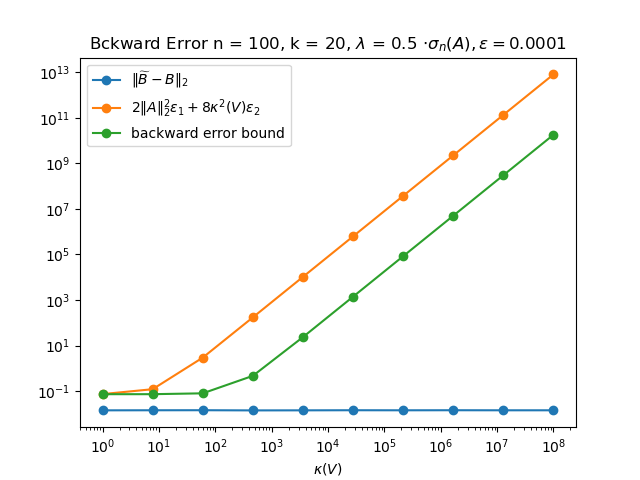 Bckward Error n = 100, k = 20, λ = 0.5 ·σₙ(A), ε = 0.0001
‖B̃ − B‖₂
2‖A‖₂²ε₁ + 8κ²(V)ε₂
backward error bound
10¹³
10¹¹
10⁹
10⁷
10⁵
10³
10¹
10⁻¹
10⁰ 10¹ 10² 10³ 10⁴ 10⁵ 10⁶ 10⁷ 10⁸
κ(V)